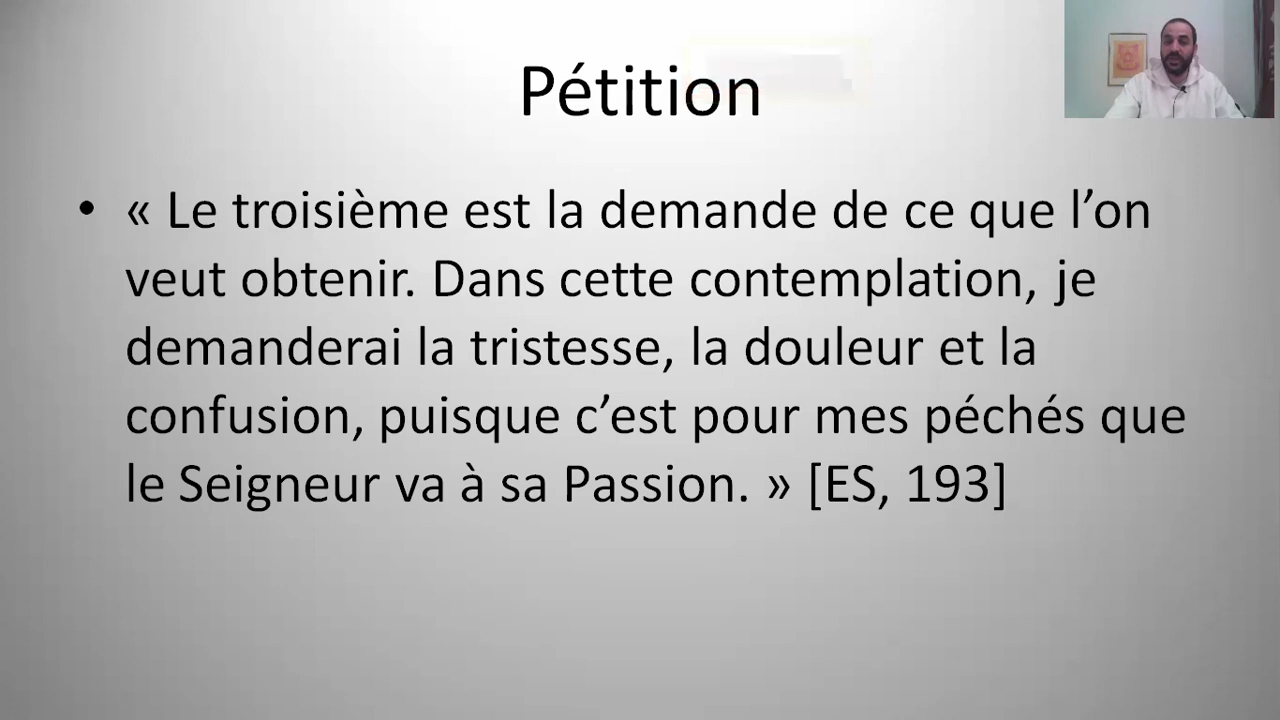 Pétition
• « Le troisième est la demande de ce que l’on
veut obtenir. Dans cette contemplation, je
demanderai la tristesse, la douleur et la
confusion, puisque c’est pour mes péchés que
le Seigneur va à sa Passion. » [ES, 193]